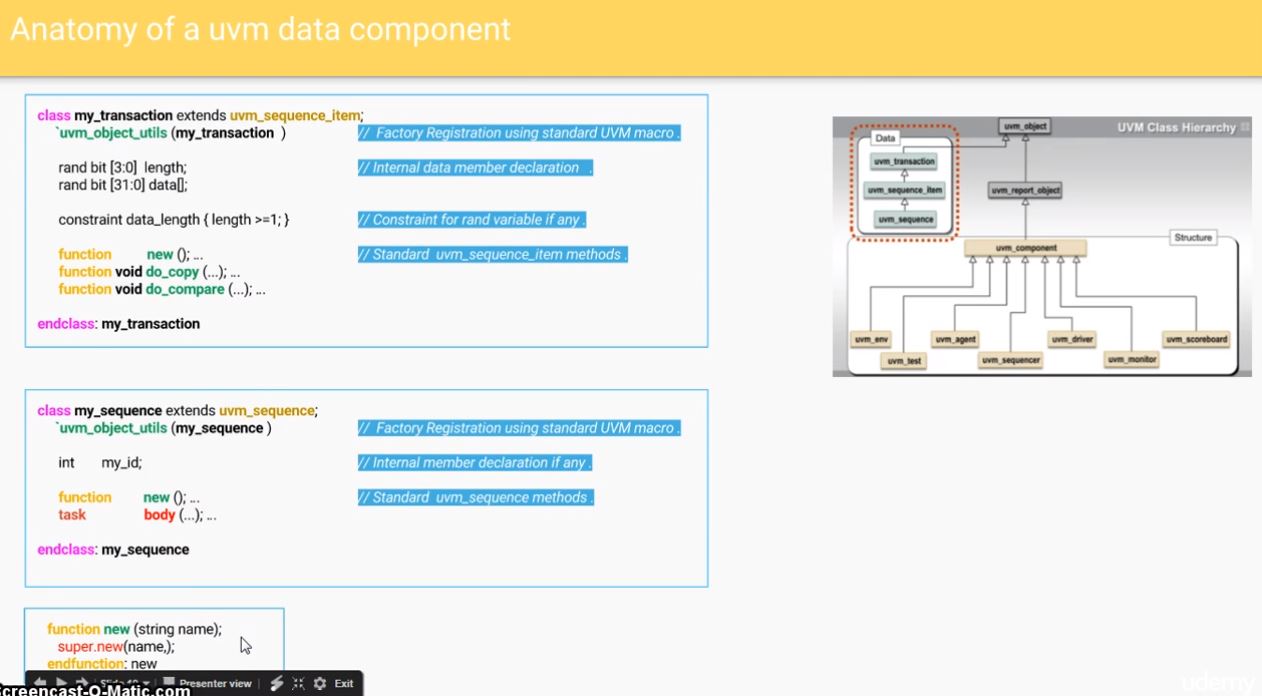 Anatomy of a uvm data component
class my_transaction extends uvm_sequence_item;
`uvm_object_utils (my_transaction ) // Factory Registration using standard UVM macro .
rand bit [3:0] length; // Internal data member declaration .
rand bit [31:0] data[];
constraint data_length { length >=1; } // Constraint for rand variable if any .
function new (); ... // Standard uvm_sequence_item methods .
function void do_copy (...); ...
function void do_compare (...); ...
endclass: my_transaction
class my_sequence extends uvm_sequence;
`uvm_object_utils (my_sequence ) // Factory Registration using standard UVM macro .
int my_id; // Internal member declaration if any .
function new (); ... // Standard uvm_sequence methods .
task body (...); ...
endclass: my_sequence
function new (string name);
super.new(name,);
endfunction: new
uvm_object UVM Class Hierarchy
Data
uvm_transaction
uvm_sequence_item uvm_report_object
uvm_sequence
Structure
uvm_component
uvm_env uvm_agent uvm_driver uvm_scoreboard
uvm_test uvm_sequencer uvm_monitor
Presenter view Exit
creencast-O-Matic.com
udemy